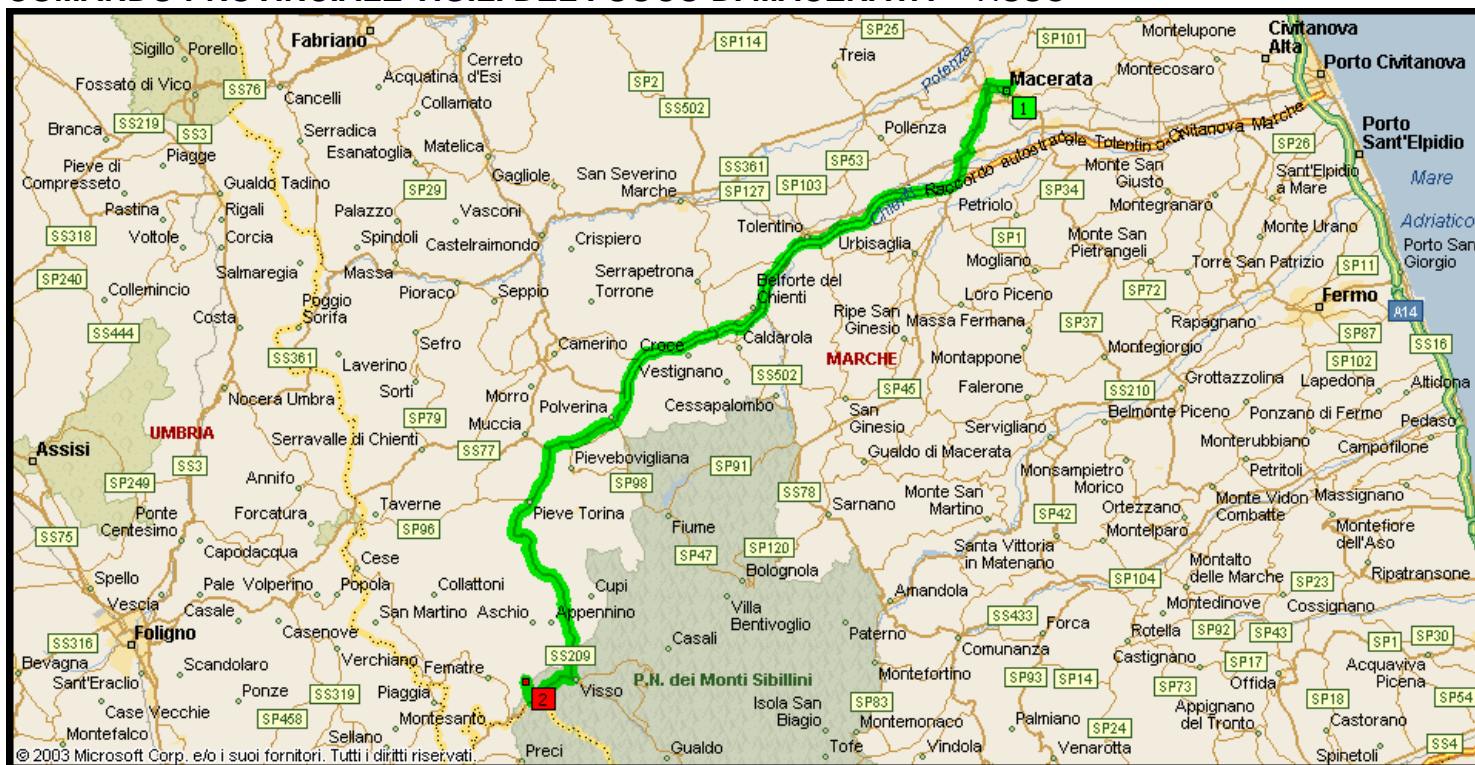 Sigillo Porello Fabriano SP114 SP25 SP101 Montelupone Civitanova Alta
Fossato di Vico SS76 Cancelli Acquatina Cerreto d'Esi SP2 Treia Potenza Macerata Montecosaro Porto Civitanova
Collamato SS502 1
Branca SS219 SS3 Serradica Esanatoglia Matelica Pollenza Raccordo autostradale Tolentino Civitanova Marche Porto Sant'Elpidio
Pieve di Compresseto Piagge SS361 SP53 SP26
Gualdo Tadino SP29 Gagliole San Severino Marche SP127 SP103 Chienti Monte San Giusto SP34 Sant'Elpidio a Mare Mare Adriatico
Pastina Rigali Palazzo Vasconi Petriolo Montegranaro
SS318 Voltole Corcia Spindoli Castelraimondo Crispiero Tolentino Urbisaglia SP1 Monte San Pietrangeli Monte Urano Porto San Giorgio
SP240 Salmaregia Massa Serrapetrona Torrone Belforte del Chienti Mogliano Torre San Patrizio SP11
Collemincio Pioraco Seppio Loro Piceno SP72 Fermo
Costa Poggio Sorifa Ripe San Ginesio Massa Fermana SP37 Rapagnano A14
SS444 Sefro Camerino Croce Caldarola SP87 SS16
SS361 Laverino Vestignano MARCHE Montappone Montegiorgio SP102
Nocera Umbra Sorti Morro SS502 SP45 Falerone SS210 Grottazzolina Lapedona Altidona
UMBRIA SP79 Polverina Cessapalombo San Ginesio Belmonte Piceno Ponzano di Fermo Pedaso
Assisi Serravalle di Chienti Muccia Servigliano Monterubbiano Campofilone
SS3 SS77 Pievebovigliana SP91 Gualdo di Macerata Monsampietro Morico Petritoli
SP249 Annifo SP98 SS78 Sarnano Monte San Martino Monte Vidon Combatte Massignano
Ponte Centesimo Forcatura Taverne Pieve Torina Fiume SP42 Ortezzano Montelparo Montefiore dell'Aso
SS75 SP96 SP47 SP120
Capodacqua Cese Bolognola Santa Vittoria in Matenano Montalto delle Marche
Spello Pale Volperino Popola Collattoni Cupi Amandola SP104 SP23 Ripatransone
Vescia Casale San Martino Aschio Appennino Villa Bentivoglio SS433 Montedinove Cossignano
SS316 Foligno Casenove Casali Paterno Forca Rotella SP92 SP43 SP1 SP30
Bevagna Scandolaro Verchiano Fematre SS209 Comunanza Castignano SP17 Acquaviva Picena
Sant'Eraclio Ponze SS319 Piaggia 2 Visso P.N. dei Monti Sibillini Montefortino SP93 SP14 SP73 Offida SP54
Case Vecchie SP458 Montesanto Isola San Biagio SP83 Palmiano Appignano del Tronto SP18 Castorano
Montefalco Sellano Montemonaco SP24
© 2003 Microsoft Corp. e/o i suoi fornitori. Tutti i diritti riservati. Preci Gualdo Tofe Vindola Venarotta Spinetoli SS4